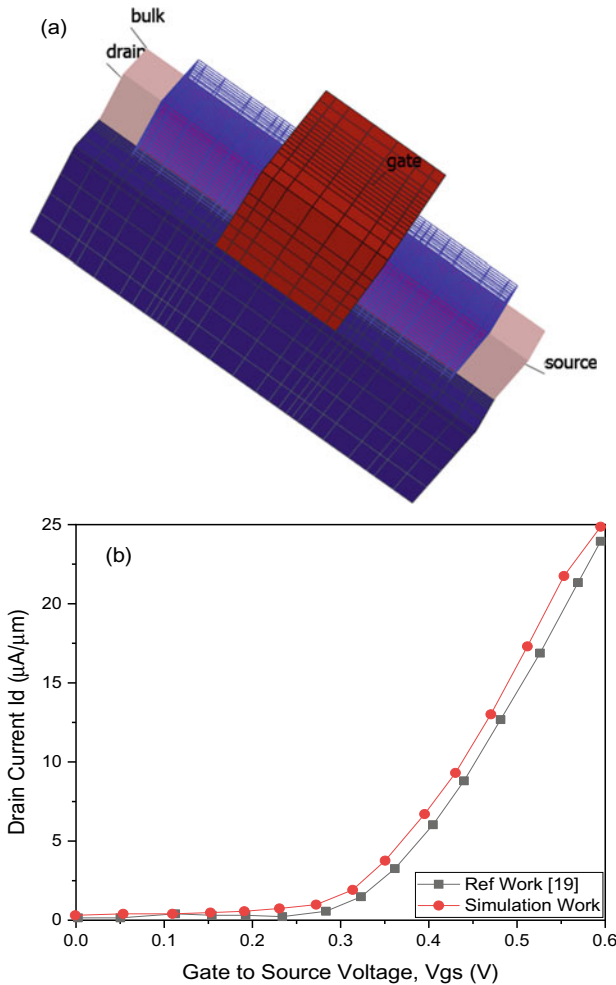 (a)
bulk
drain
gate
source
(b)
25
20
15
10
5
0
Drain Current Id (μA/μm)
0.0 0.1 0.2 0.3 0.4 0.5 0.6
Gate to Source Voltage, Vgs (V)
Ref Work [19]
Simulation Work